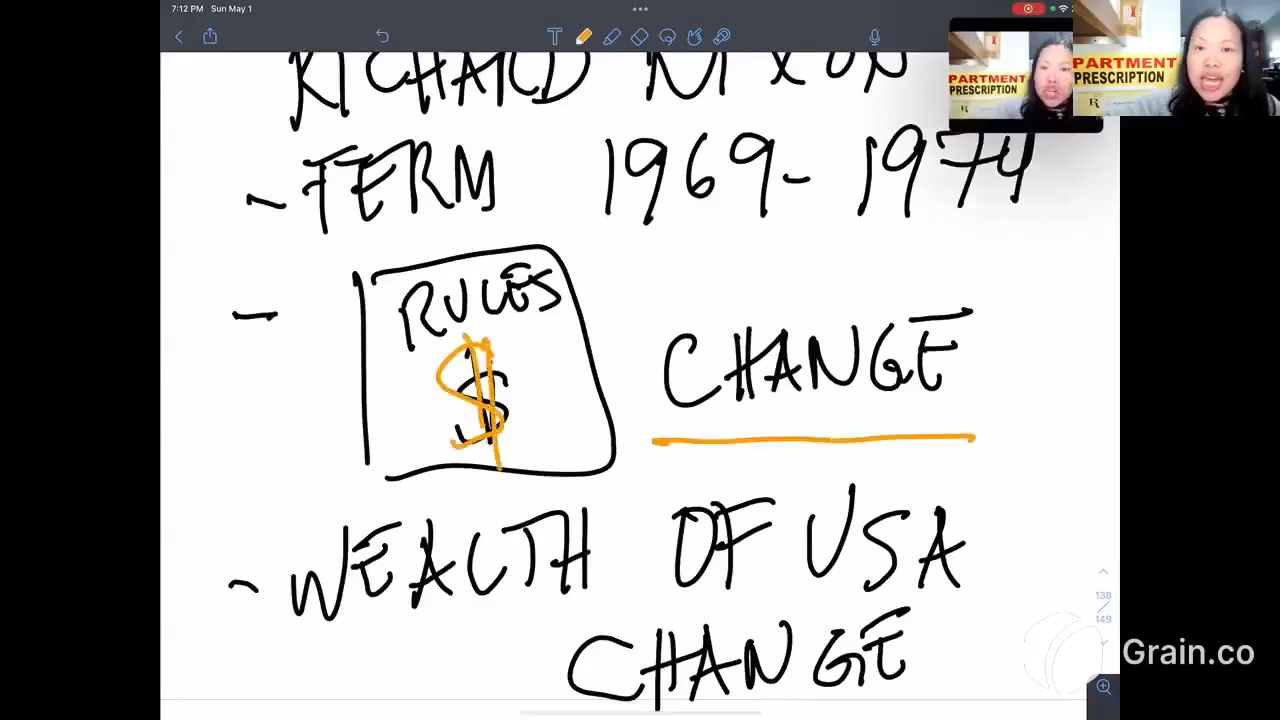 7:12 PM Sun May 1
RICHARD NIXON
- TERM 1969-1974
- RULES $ CHANGE
- WEALTH OF USA
CHANGE
PARTMENT
PRESCRIPTION
PARTMENT
PRESCRIPTION
138
149
Grain.co